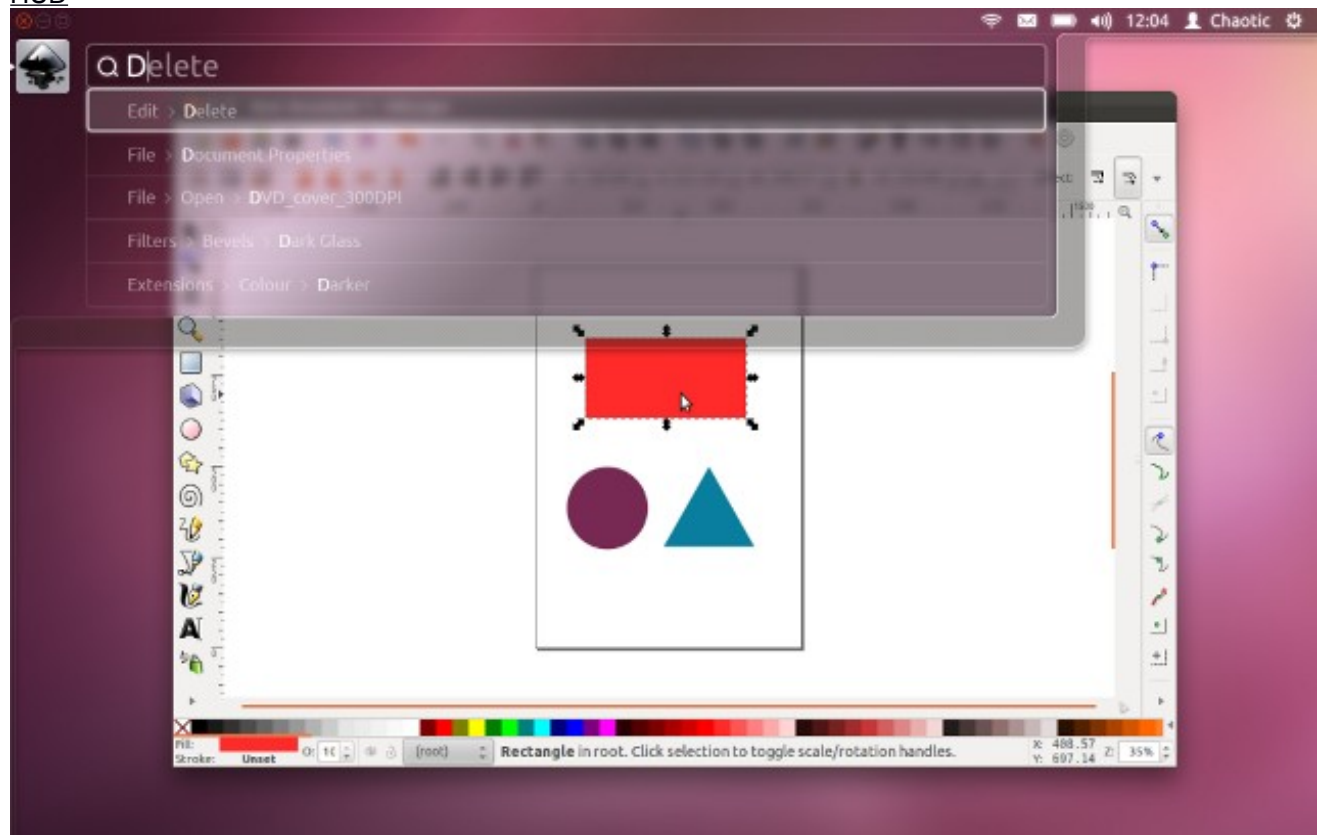 HUD
12:04 Chaotic
Delete
Edit > Delete
File > Document Properties
File > Open > DVD_cover_300DPI
Filters > Bevels > Dark Glass
Extensions > Colour > Darker
Fill:
Stroke: Unset
O: 10
(root)
Rectangle in root. Click selection to toggle scale/rotation handles.
X: 408.57
Y: 697.14
Z: 35%